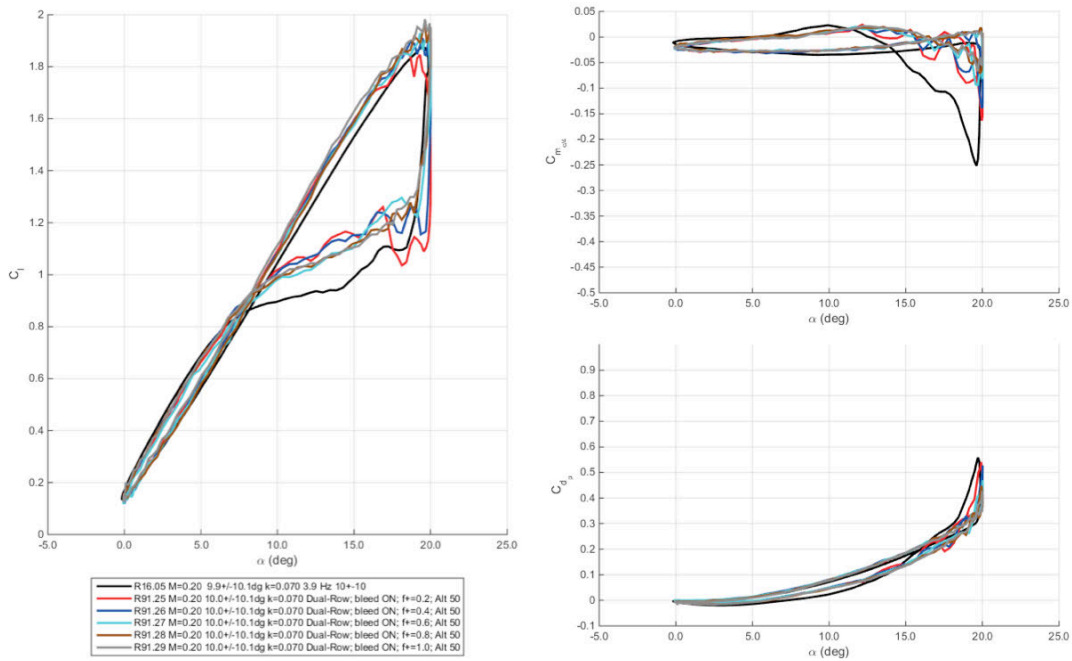 2
1.8
1.6
1.4
1.2
1
0.8
0.6
0.4
0.2
0
C_l
-5.0 0.0 5.0 10.0 15.0 20.0 25.0
α (deg)
R16.05 M=0.20 9.9+/-10.1dg k=0.070 3.9 Hz 10+-10
R91.25 M=0.20 10.0+/-10.1dg k=0.070 Dual-Row; bleed ON; f+=0.2; Alt 50
R91.26 M=0.20 10.0+/-10.1dg k=0.070 Dual-Row; bleed ON; f+=0.4; Alt 50
R91.27 M=0.20 10.0+/-10.1dg k=0.070 Dual-Row; bleed ON; f+=0.6; Alt 50
R91.28 M=0.20 10.0+/-10.1dg k=0.070 Dual-Row; bleed ON; f+=0.8; Alt 50
R91.29 M=0.20 10.0+/-10.1dg k=0.070 Dual-Row; bleed ON; f+=1.0; Alt 50
0.05
0
-0.05
-0.1
-0.15
-0.2
-0.25
-0.3
-0.35
-0.4
-0.45
-0.5
C_m_c/4
-5.0 0.0 5.0 10.0 15.0 20.0 25.0
α (deg)
0.9
0.8
0.7
0.6
0.5
0.4
0.3
0.2
0.1
0
-0.1
C_d_p
-5.0 0.0 5.0 10.0 15.0 20.0 25.0
α (deg)